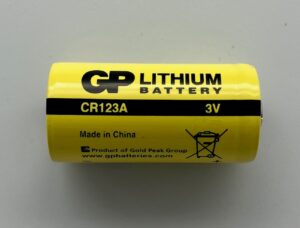 GP LITHIUM
BATTERY
CR123A 3V
Made in China
Product of Gold Peak Group
www.gpbatteries.com